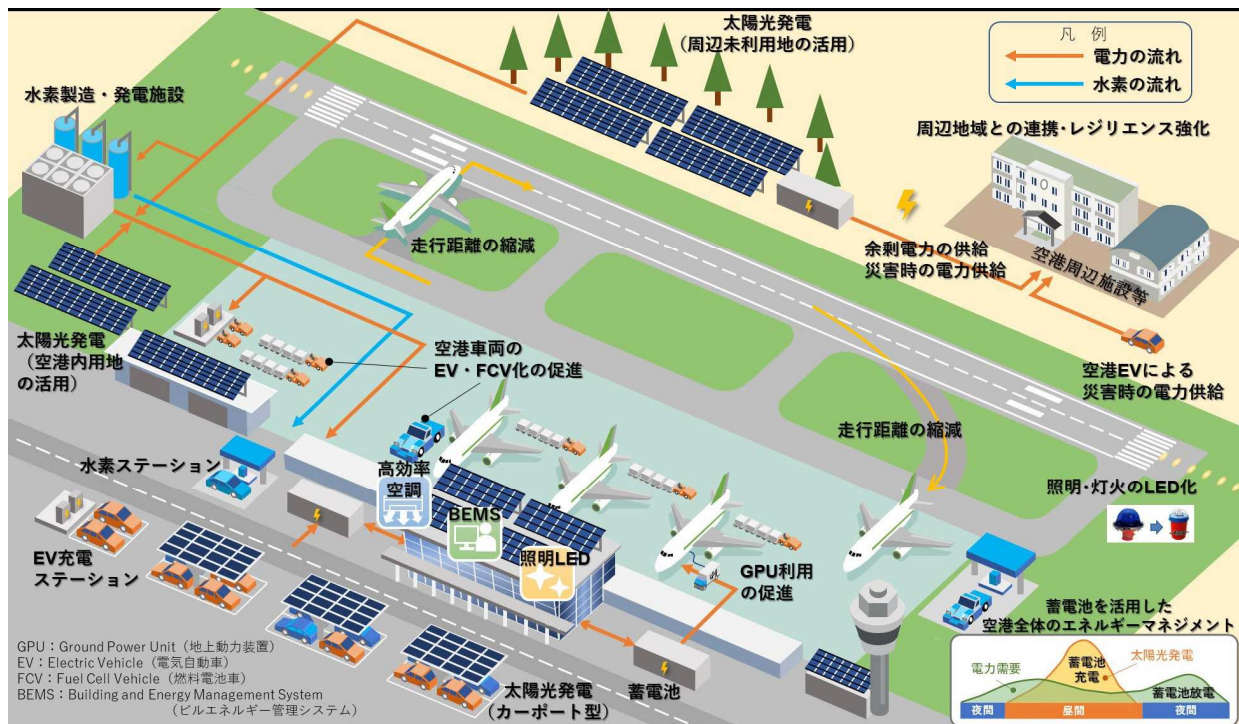 太陽光発電
（周辺未利用地の活用）
凡　例
電力の流れ
水素の流れ
水素製造・発電施設
周辺地域との連携・レジリエンス強化
走行距離の縮減
余剰電力の供給
災害時の電力供給
空港周辺施設等
太陽光発電
（空港内用地
の活用）
空港車両の
EV・FCV化の促進
空港EVによる
災害時の電力供給
走行距離の縮減
水素ステーション
高効率
空調
BEMS
照明LED
照明・灯火のLED化
EV充電
ステーション
GPU利用
の促進
蓄電池を活用した
空港全体のエネルギーマネジメント
電力需要
蓄電池
充電
太陽光発電
蓄電池放電
夜間
昼間
夜間
GPU：Ground Power Unit（地上動力装置）
EV：Electric Vehicle（電気自動車）
FCV：Fuel Cell Vehicle（燃料電池車）
BEMS：Building and Energy Management System
（ビルエネルギー管理システム）
太陽光発電
（カーポート型）
蓄電池